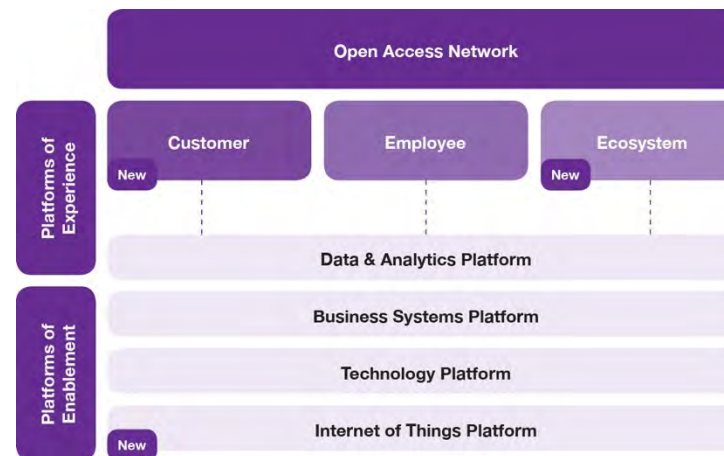 Open Access Network
Platforms of
Experience
Customer
New
Employee
Ecosystem
New
Data & Analytics Platform
Platforms of
Enablement
Business Systems Platform
Technology Platform
Internet of Things Platform
New